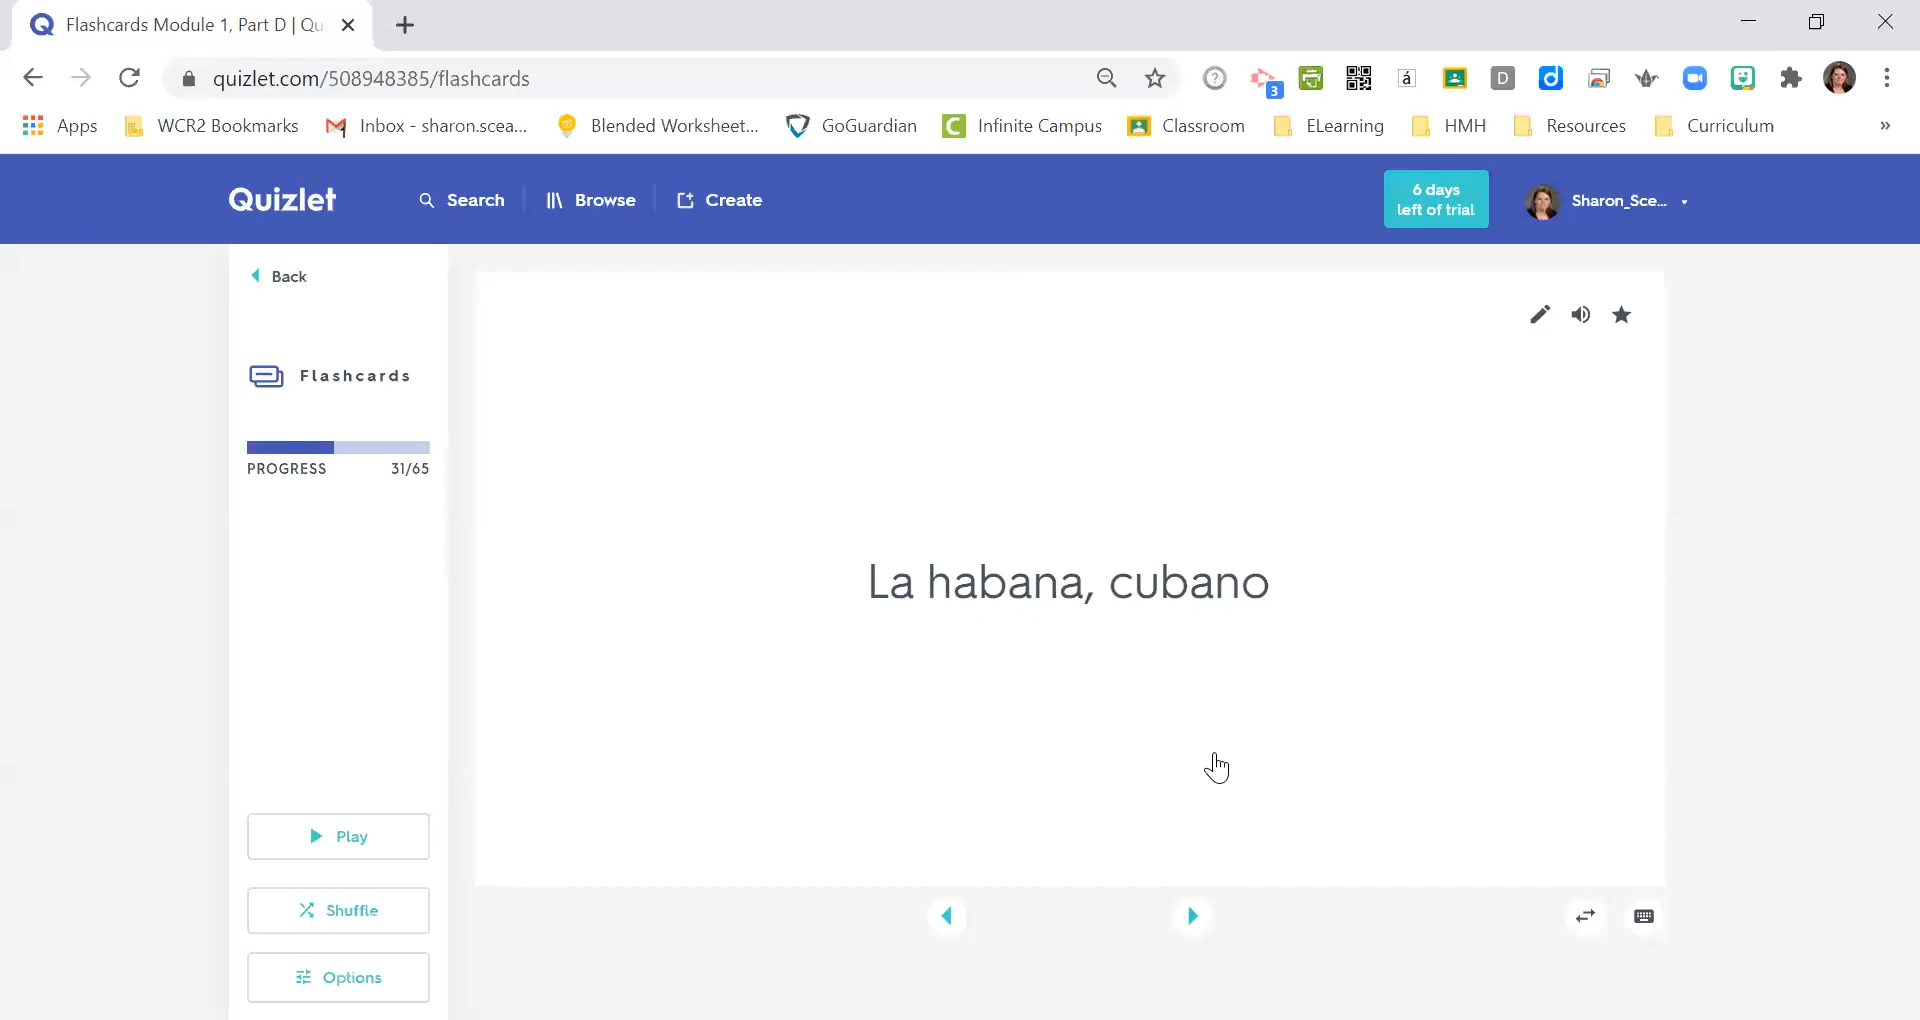 Flashcards Module 1, Part D | Qu
quizlet.com/508948385/flashcards
3
á
D
Apps
WCR2 Bookmarks
Inbox - sharon.scea...
Blended Worksheet...
GoGuardian
Infinite Campus
Classroom
ELearning
HMH
Resources
Curriculum
»
Quizlet
Search
Browse
Create
6 days
left of trial
Sharon_Sce...
Back
Flashcards
PROGRESS 31/65
La habana, cubano
Play
Shuffle
Options